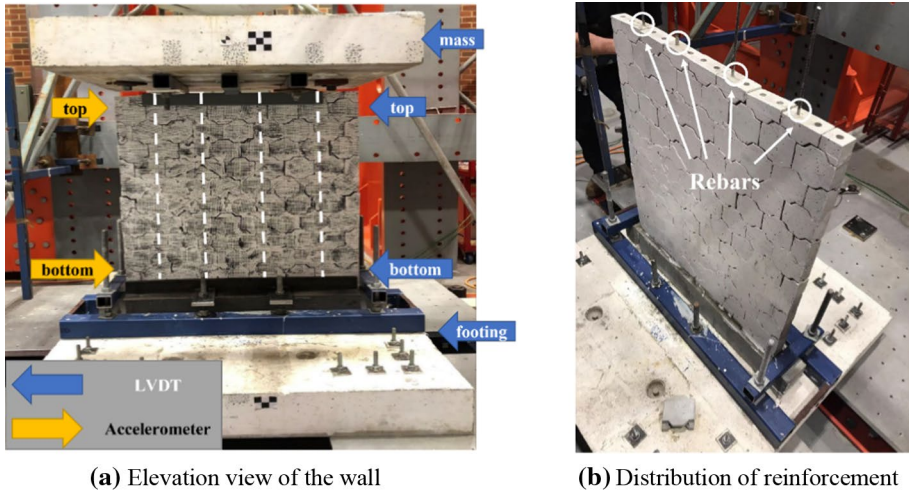 mass
top
top
bottom
bottom
footing
LVDT
Accelerometer
Rebars
(a) Elevation view of the wall
(b) Distribution of reinforcement